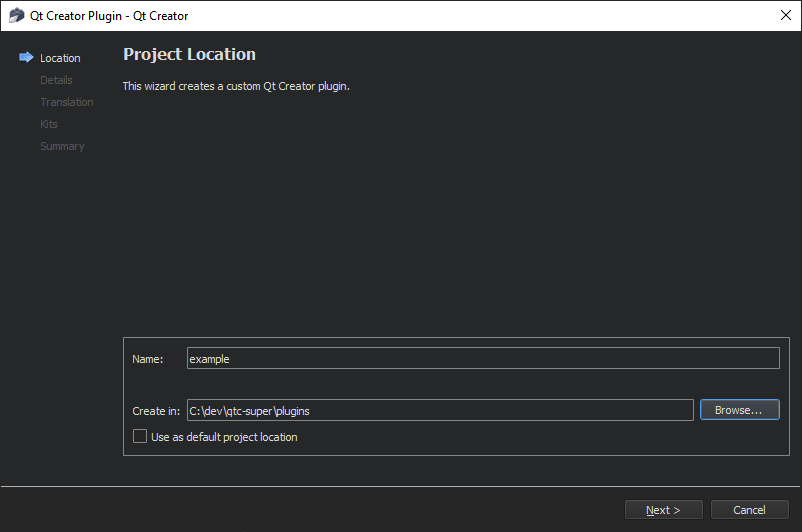 Qt Creator Plugin - Qt Creator
Location
Details
Translation
Kits
Summary
Project Location
This wizard creates a custom Qt Creator plugin.
Name: example
Create in: C:\dev\qtc-super\plugins Browse...
Use as default project location
Next > Cancel